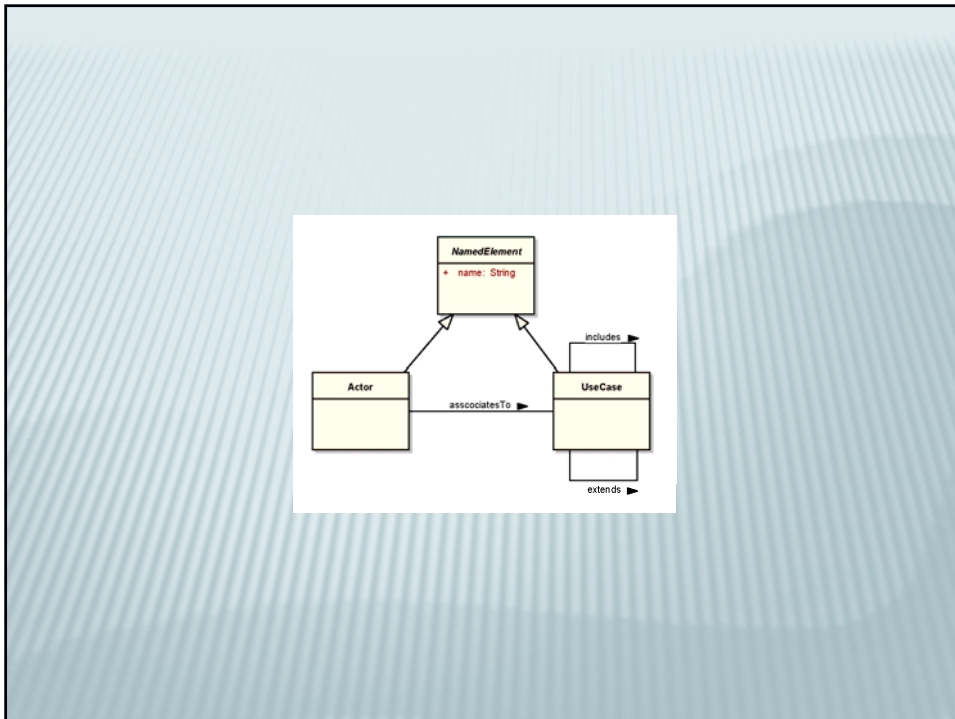 NamedElement
+ name: String
includes
Actor
UseCase
asscociatesTo
extends